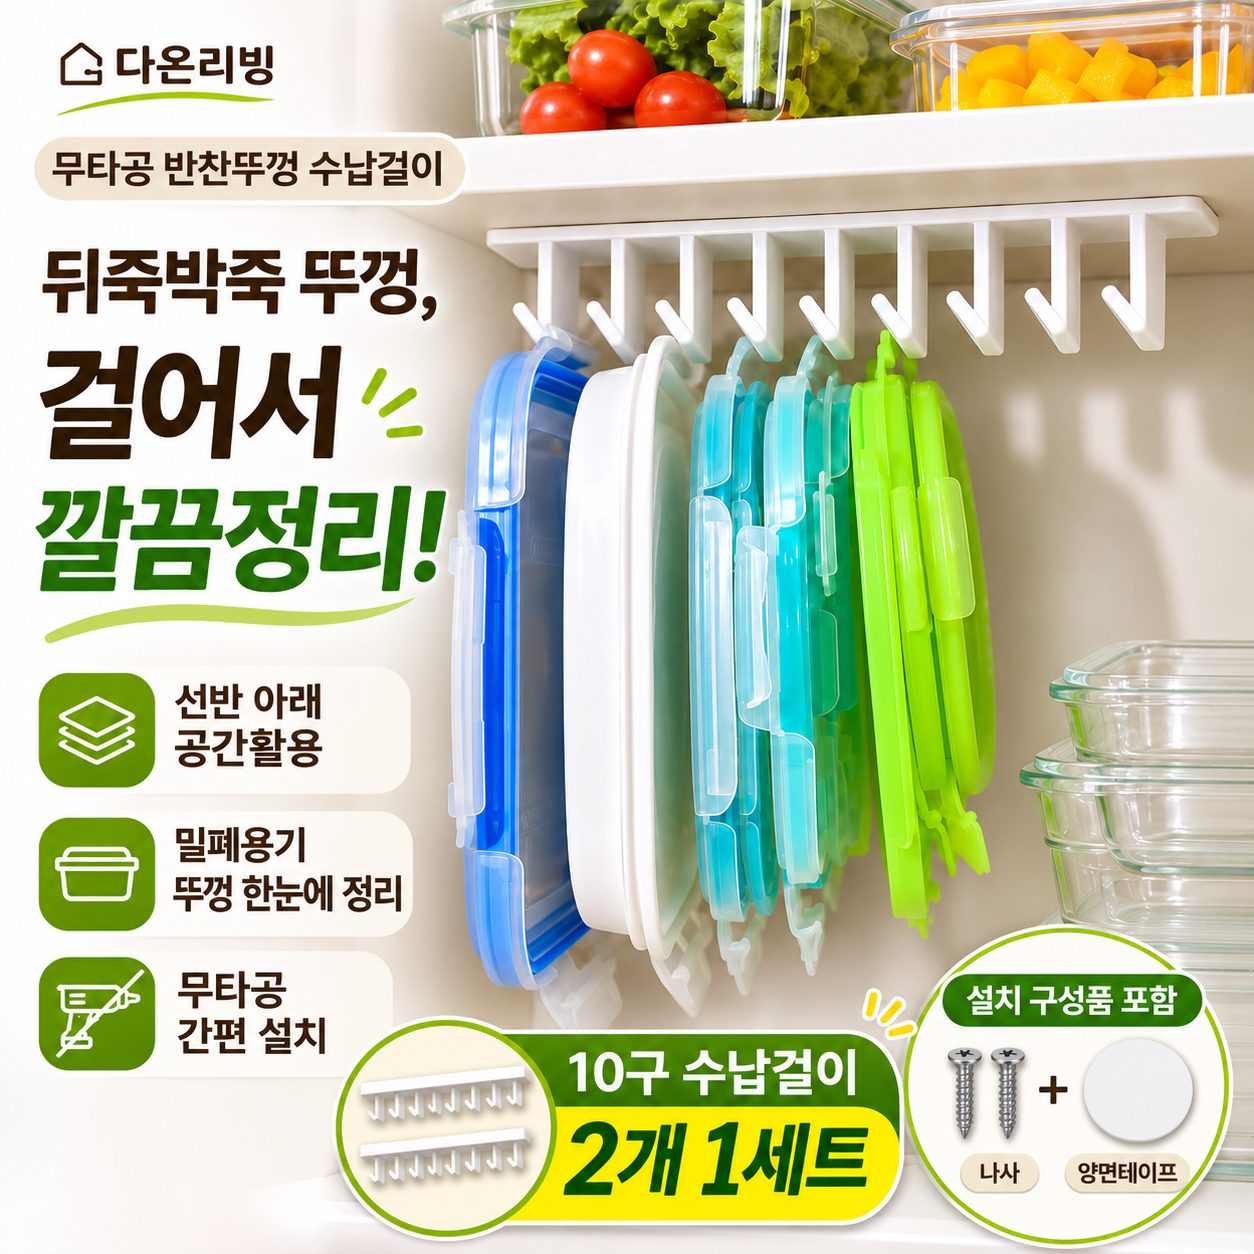 다온리빙
무타공 반찬뚜껑 수납걸이
뒤죽박죽 뚜껑,
걸어서
깔끔정리!
선반 아래
공간활용
밀폐용기
뚜껑 한눈에 정리
무타공
간편 설치
10구 수납걸이
2개 1세트
설치 구성품 포함
나사
양면테이프